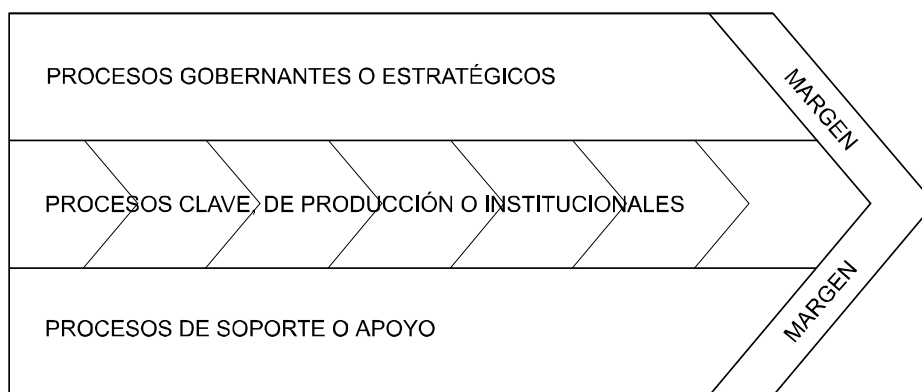 PROCESOS GOBERNANTES O ESTRATÉGICOS
MARGEN
PROCESOS CLAVE, DE PRODUCCIÓN O INSTITUCIONALES
PROCESOS DE SOPORTE O APOYO
MARGEN